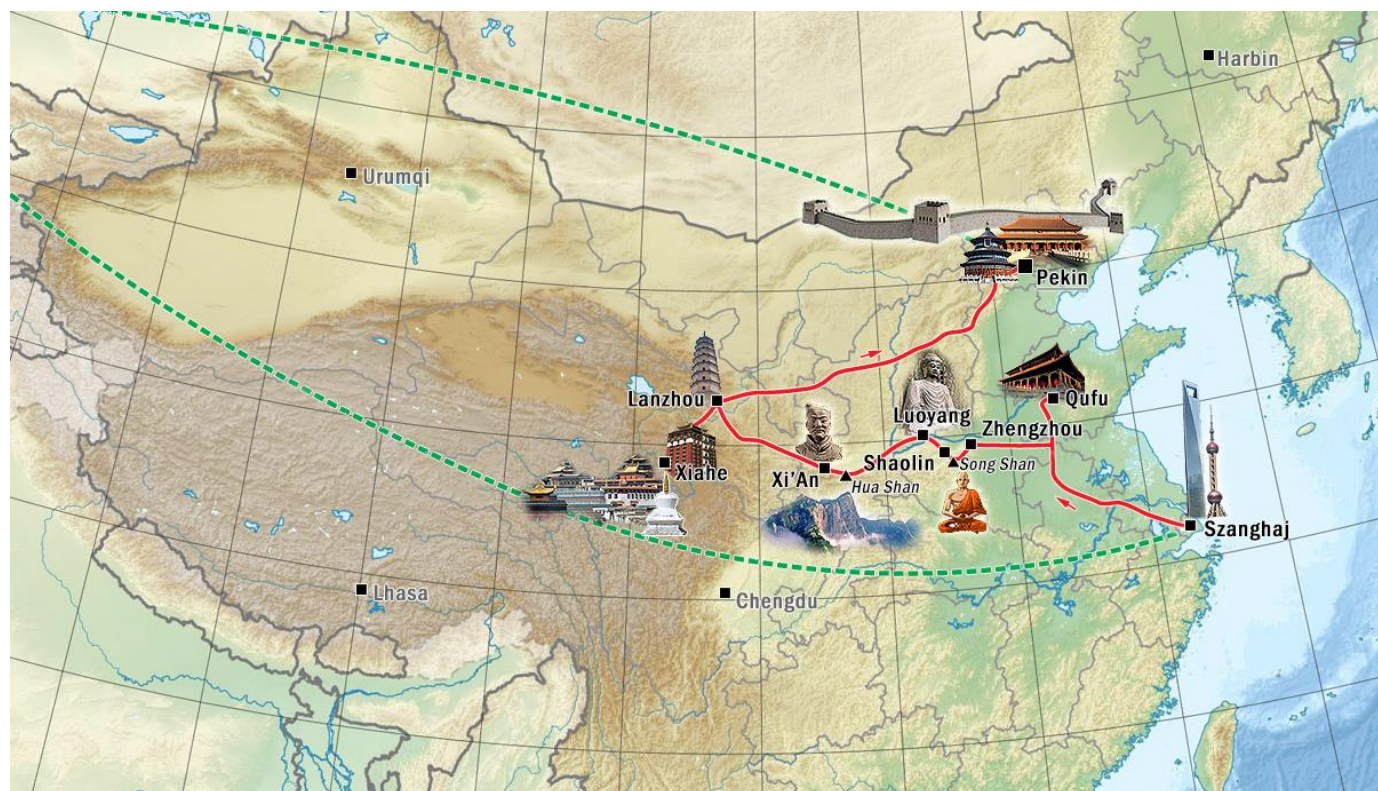 Harbin
Urumqi
Pekin
Lanzhou
Qufu
Luoyang
Zhengzhou
Xiahe
Shaolin
Song Shan
Xi'An
Hua Shan
Szanghaj
Lhasa
Chengdu